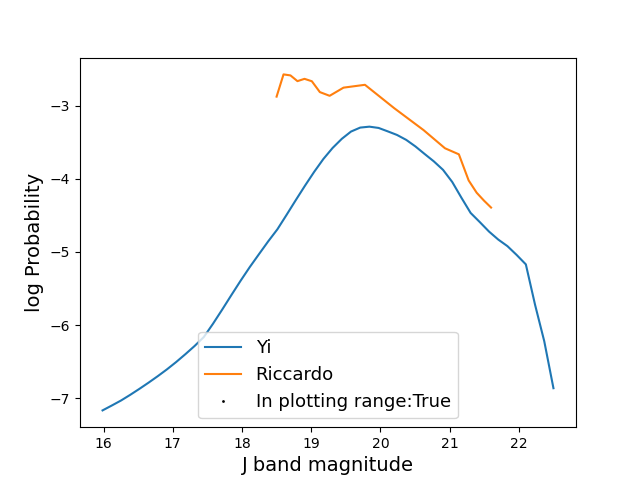 −3
−4
−5
−6
−7
log Probability
Yi
Riccardo
In plotting range:True
16 17 18 19 20 21 22
J band magnitude